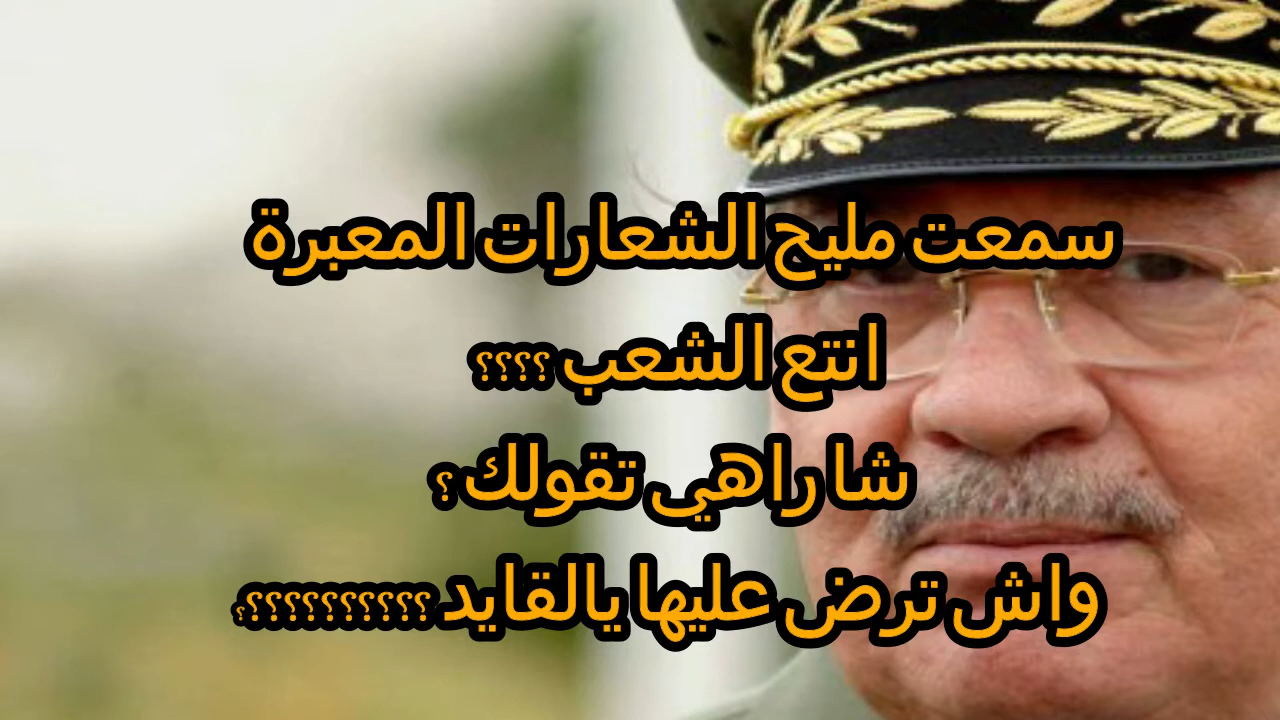 سمعت مليح الشعارات المعبرة
انتع الشعب ؟؟؟؟
شا راهي تقولك ؟
واش ترض عليها يالقايد ؟؟؟؟؟؟؟؟؟؟؟